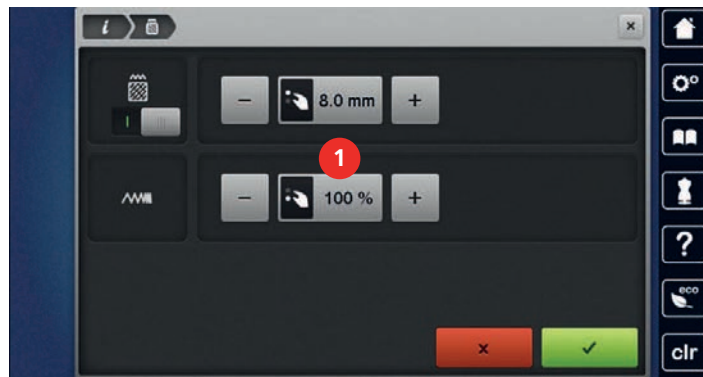 i
×
− 8.0 mm +
1
− 100 % +
?
eco
clr